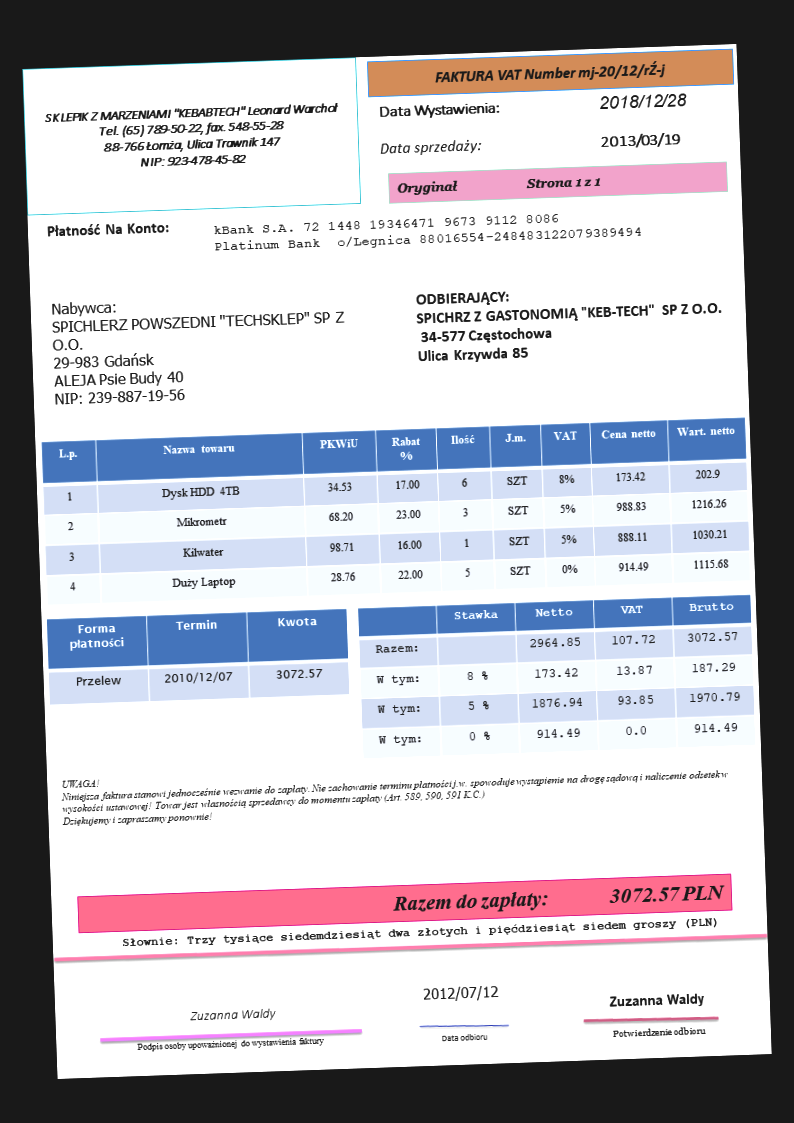 SKLEPIK Z MARZENIAMI "KEBABTECH" Leonard Warchoł
Tel. (65) 789-50-22, fax. 548-55-28
88-766 Łomża, Ulica Trawnik 147
NIP: 923-478-45-82
FAKTURA VAT Number mj-20/12/rŹ-j
Data Wystawienia: 2018/12/28
Data sprzedaży: 2013/03/19
Oryginał Strona 1 z 1
Płatność Na Konto: kBank S.A. 72 1448 19346471 9673 9112 8086
Platinum Bank o/Legnica 88016554-248483122079389494
Nabywca:
SPICHLERZ POWSZEDNI "TECHSKLEP" SP Z
O.O.
29-983 Gdańsk
ALEJA Psie Budy 40
NIP: 239-887-19-56
ODBIERAJĄCY:
SPICHRZ Z GASTONOMIĄ "KEB-TECH" SP Z O.O.
34-577 Częstochowa
Ulica Krzywda 85
L.p. Nazwa towaru PKWiU Rabat % Ilość J.m. VAT Cena netto Wart. netto
1 Dysk HDD 4TB 34.53 17.00 6 SZT 8% 173.42 202.9
2 Mikrometr 68.20 23.00 3 SZT 5% 988.83 1216.26
3 Kilwater 98.71 16.00 1 SZT 5% 888.11 1030.21
4 Duży Laptop 28.76 22.00 5 SZT 0% 914.49 1115.68
Forma płatności Termin Kwota
Przelew 2010/12/07 3072.57
Stawka Netto VAT Brutto
Razem: 2964.85 107.72 3072.57
W tym: 8 % 173.42 13.87 187.29
W tym: 5 % 1876.94 93.85 1970.79
W tym: 0 % 914.49 0.0 914.49
UWAGA!
Niniejsza faktura stanowi jednocześnie wezwanie do zapłaty. Nie zachowanie terminu płatności j.w. spowoduje wystąpienie na drogę sądową i naliczenie odsetek w
wysokości ustawowej! Towar jest własnością sprzedawcy do momentu zapłaty (Art. 589, 590, 591 K.C.)
Dziękujemy i zapraszamy ponownie!
Razem do zapłaty: 3072.57 PLN
Słownie: Trzy tysiące siedemdziesiąt dwa złotych i pięćdziesiąt siedem groszy (PLN)
Zuzanna Waldy
Podpis osoby upoważnionej do wystawienia faktury
2012/07/12
Data odbioru
Zuzanna Waldy
Potwierdzenie odbioru